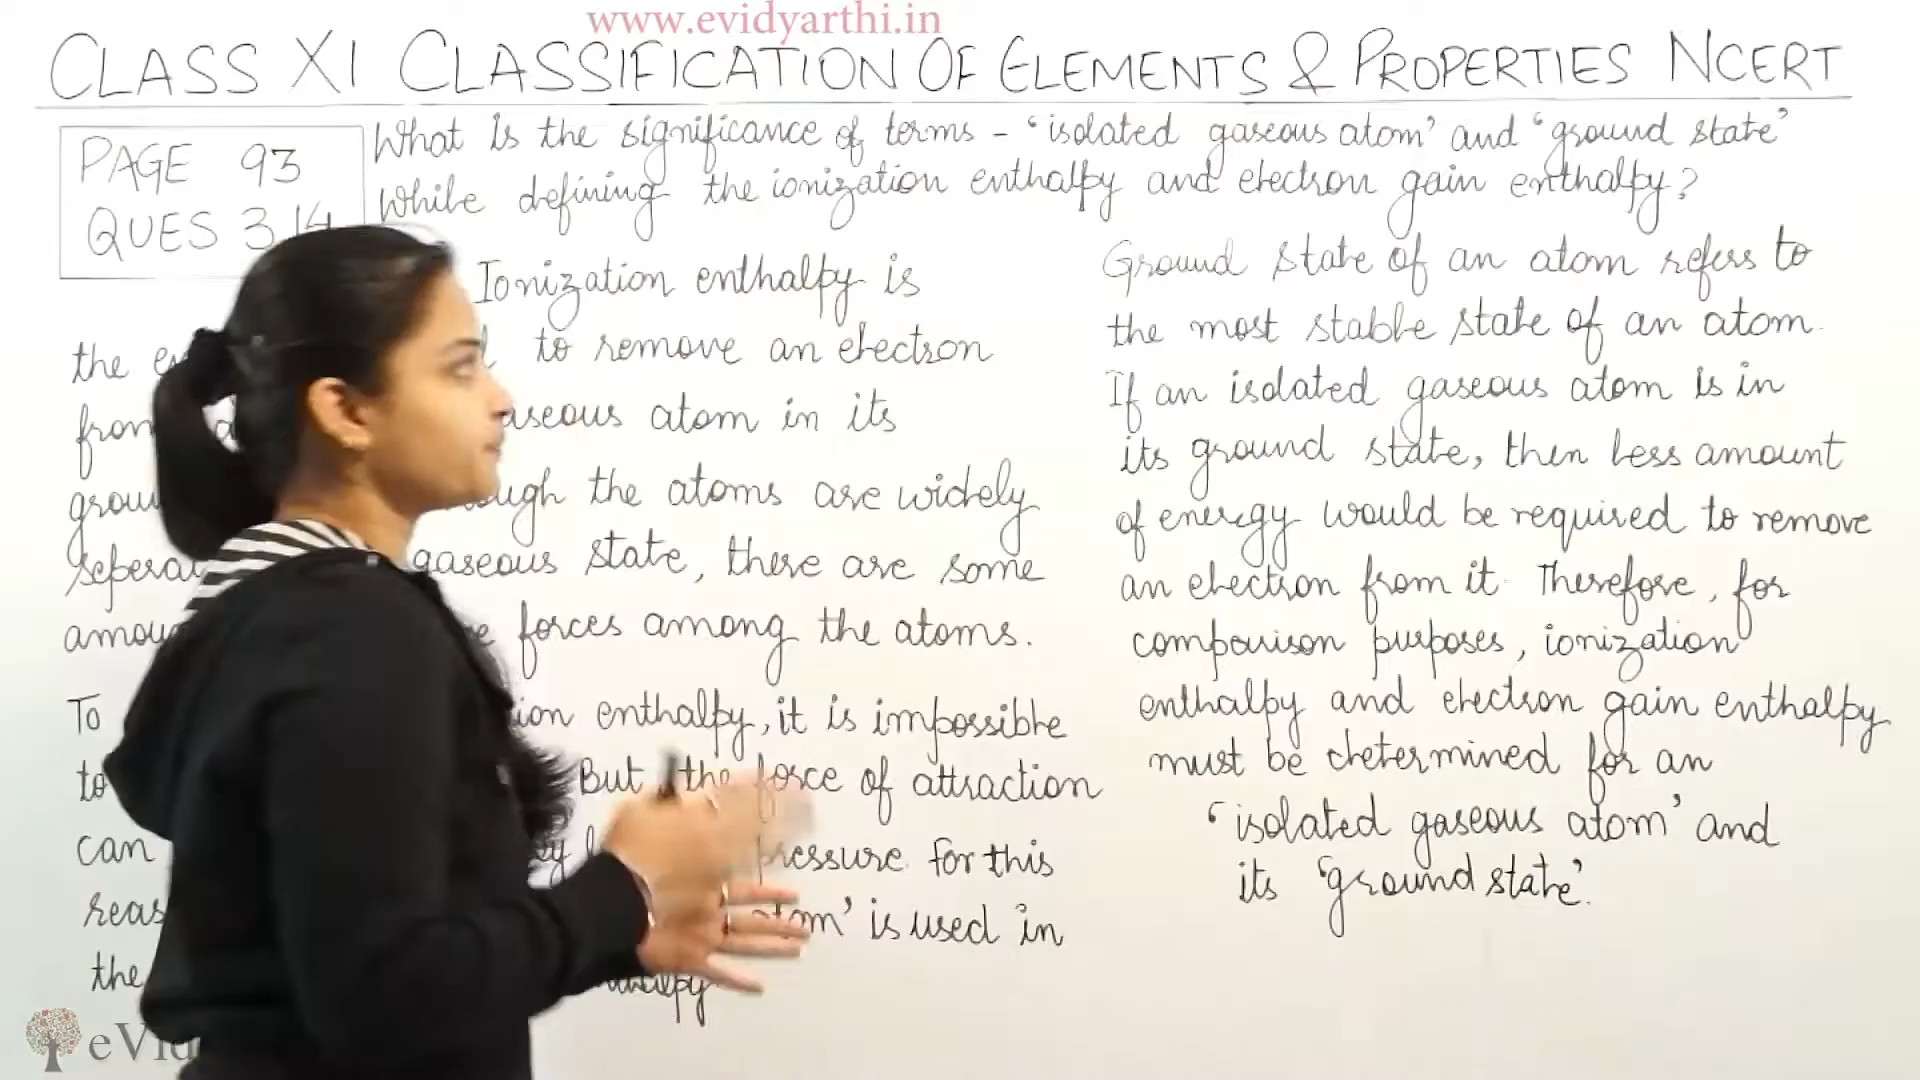 www.evidyarthi.in
CLASS XI CLASSIFICATION OF ELEMENTS & PROPERTIES NCERT
PAGE 93
QUES 3.14
What is the significance of terms - 'isolated gaseous atom' and 'ground state'
while defining the ionization enthalpy and electron gain enthalpy?
Ionization enthalpy is
the to remove an electron
from gaseous atom in its
the atoms are widely
gaseous state, there are some
forces among the atoms.
To enthalpy, it is impossible
to But the force of attraction
can pressure for this
is used in
the
Ground state of an atom refers to
the most stable state of an atom.
If an isolated gaseous atom is in
its ground state, then less amount
of energy would be required to remove
an electron from it. Therefore, for
comparison purposes, ionization
enthalpy and electron gain enthalpy
must be determined for an
'isolated gaseous atom' and
its 'ground state'.